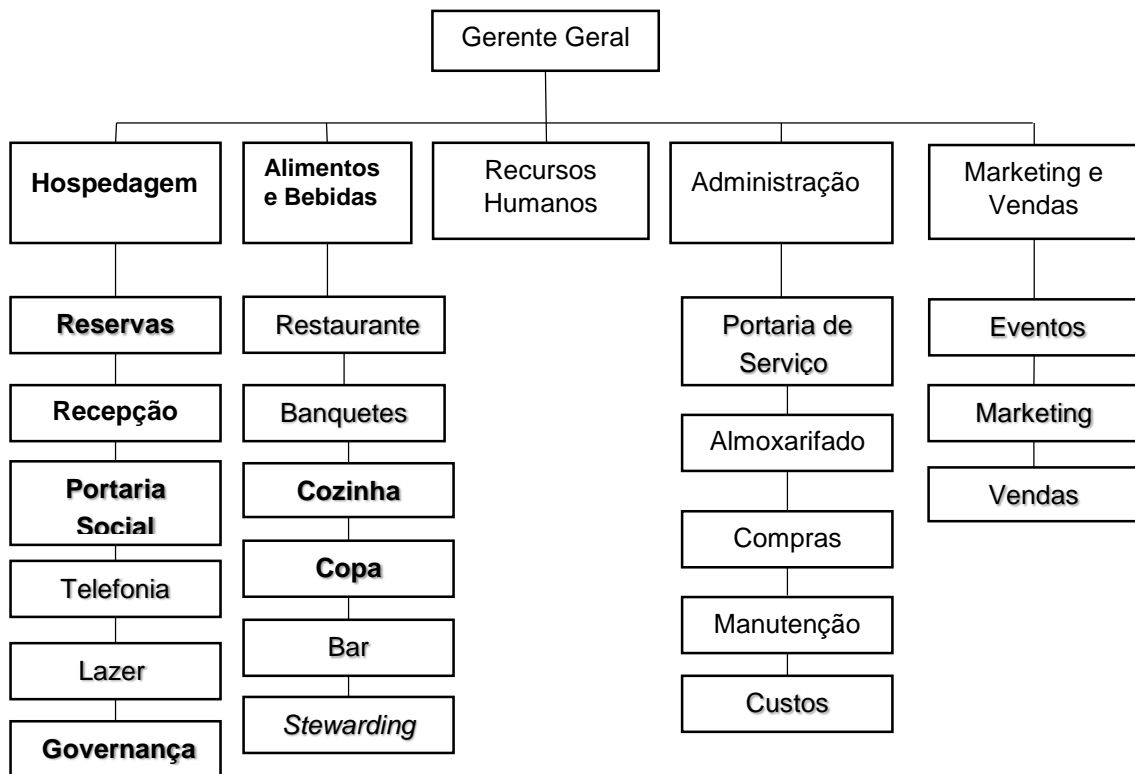 Gerente Geral
Hospedagem
Alimentos
e Bebidas
Recursos
Humanos
Administração
Marketing e
Vendas
Reservas
Recepção
Portaria
Social
Telefonia
Lazer
Governança
Restaurante
Banquetes
Cozinha
Copa
Bar
Stewarding
Portaria de
Serviço
Almoxarifado
Compras
Manutenção
Custos
Eventos
Marketing
Vendas